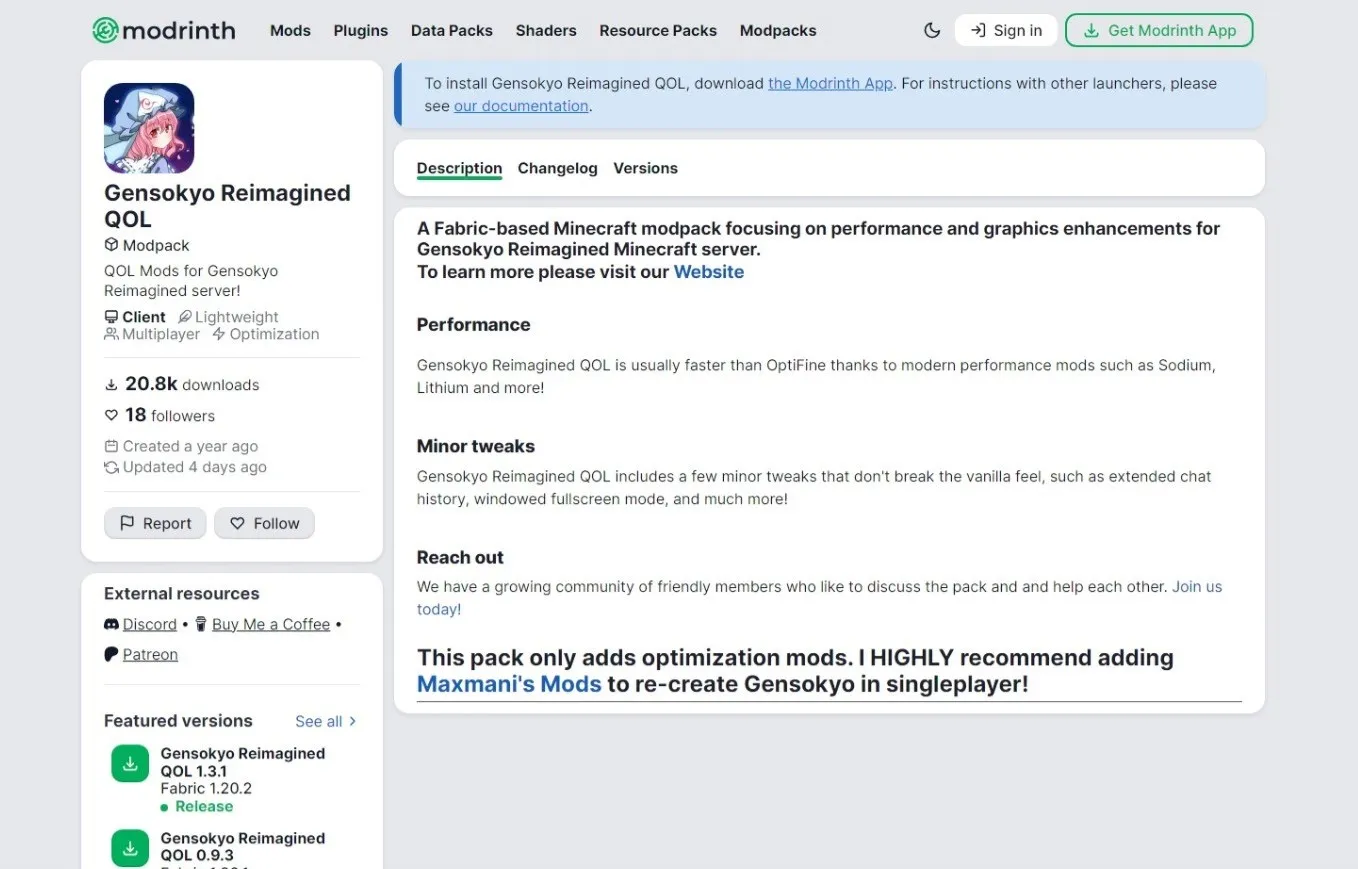 modrinth
Mods Plugins Data Packs Shaders Resource Packs Modpacks
Sign in
Get Modrinth App
Gensokyo Reimagined
QOL
Modpack
QOL Mods for Gensokyo
Reimagined server!
Client Lightweight
Multiplayer Optimization
20.8k downloads
18 followers
Created a year ago
Updated 4 days ago
Report
Follow
External resources
Discord • Buy Me a Coffee •
Patreon
Featured versions
See all
Gensokyo Reimagined
QOL 1.3.1
Fabric 1.20.2
• Release
Gensokyo Reimagined
QOL 0.9.3
To install Gensokyo Reimagined QOL, download the Modrinth App. For instructions with other launchers, please
see our documentation.
Description Changelog Versions
A Fabric-based Minecraft modpack focusing on performance and graphics enhancements for
Gensokyo Reimagined Minecraft server.
To learn more please visit our Website
Performance
Gensokyo Reimagined QOL is usually faster than OptiFine thanks to modern performance mods such as Sodium,
Lithium and more!
Minor tweaks
Gensokyo Reimagined QOL includes a few minor tweaks that don't break the vanilla feel, such as extended chat
history, windowed fullscreen mode, and much more!
Reach out
We have a growing community of friendly members who like to discuss the pack and and help each other. Join us
today!
This pack only adds optimization mods. I HIGHLY recommend adding
Maxmani's Mods to re-create Gensokyo in singleplayer!